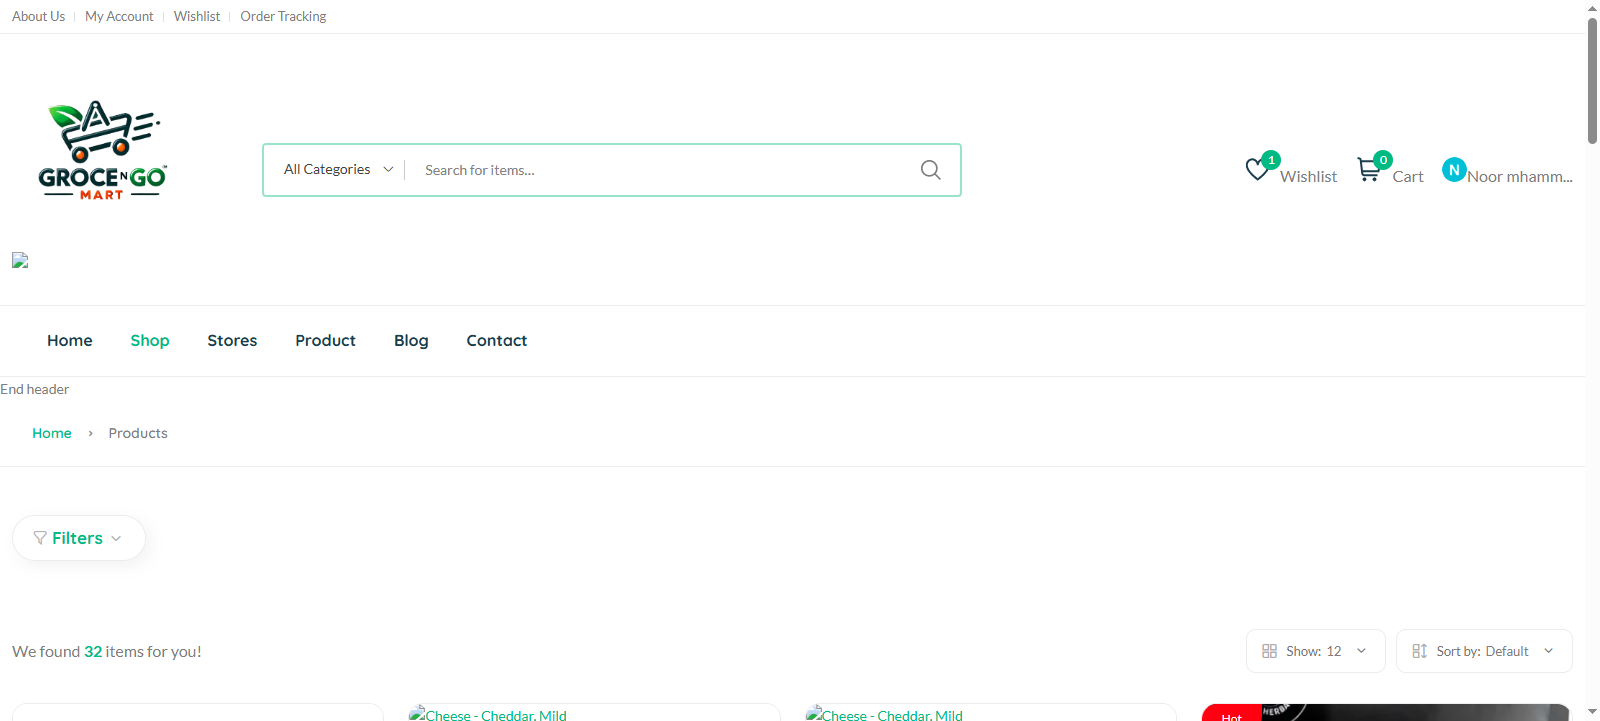 About Us
My Account
Wishlist
Order Tracking
GROCE N GO
MART
All Categories
Search for items...
1
Wishlist
0
Cart
N
Noor mhamm...
Home
Shop
Stores
Product
Blog
Contact
End header
Home › Products
Filters
We found 32 items for you!
Show: 12
Sort by: Default
Cheese - Cheddar, Mild
Cheese - Cheddar, Mild
Hot
HERBA